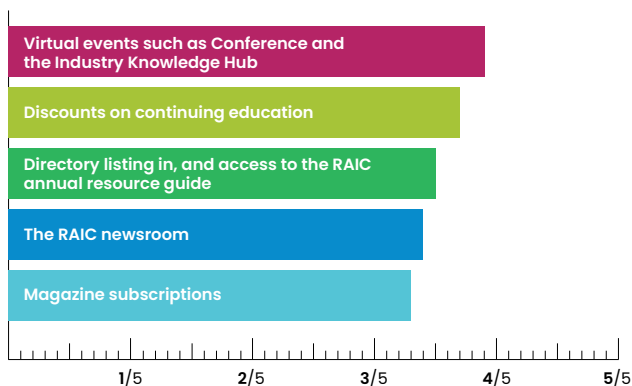 Virtual events such as Conference and
the Industry Knowledge Hub
Discounts on continuing education
Directory listing in, and access to the RAIC
annual resource guide
The RAIC newsroom
Magazine subscriptions
1/5 2/5 3/5 4/5 5/5